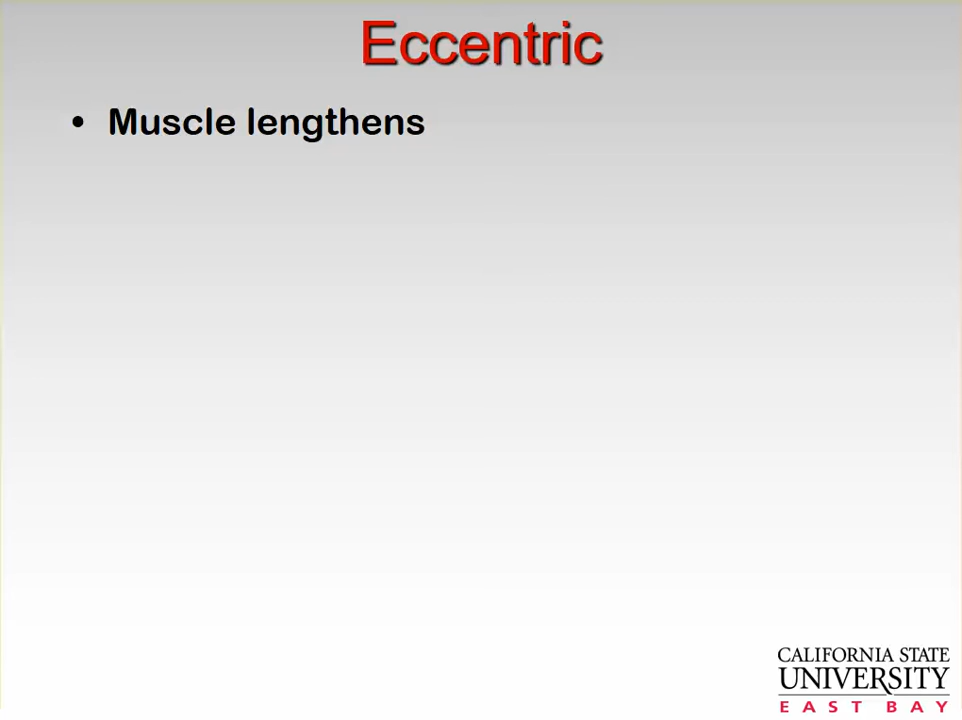 Eccentric
• Muscle lengthens
CALIFORNIA STATE
UNIVERSITY
EAST BAY